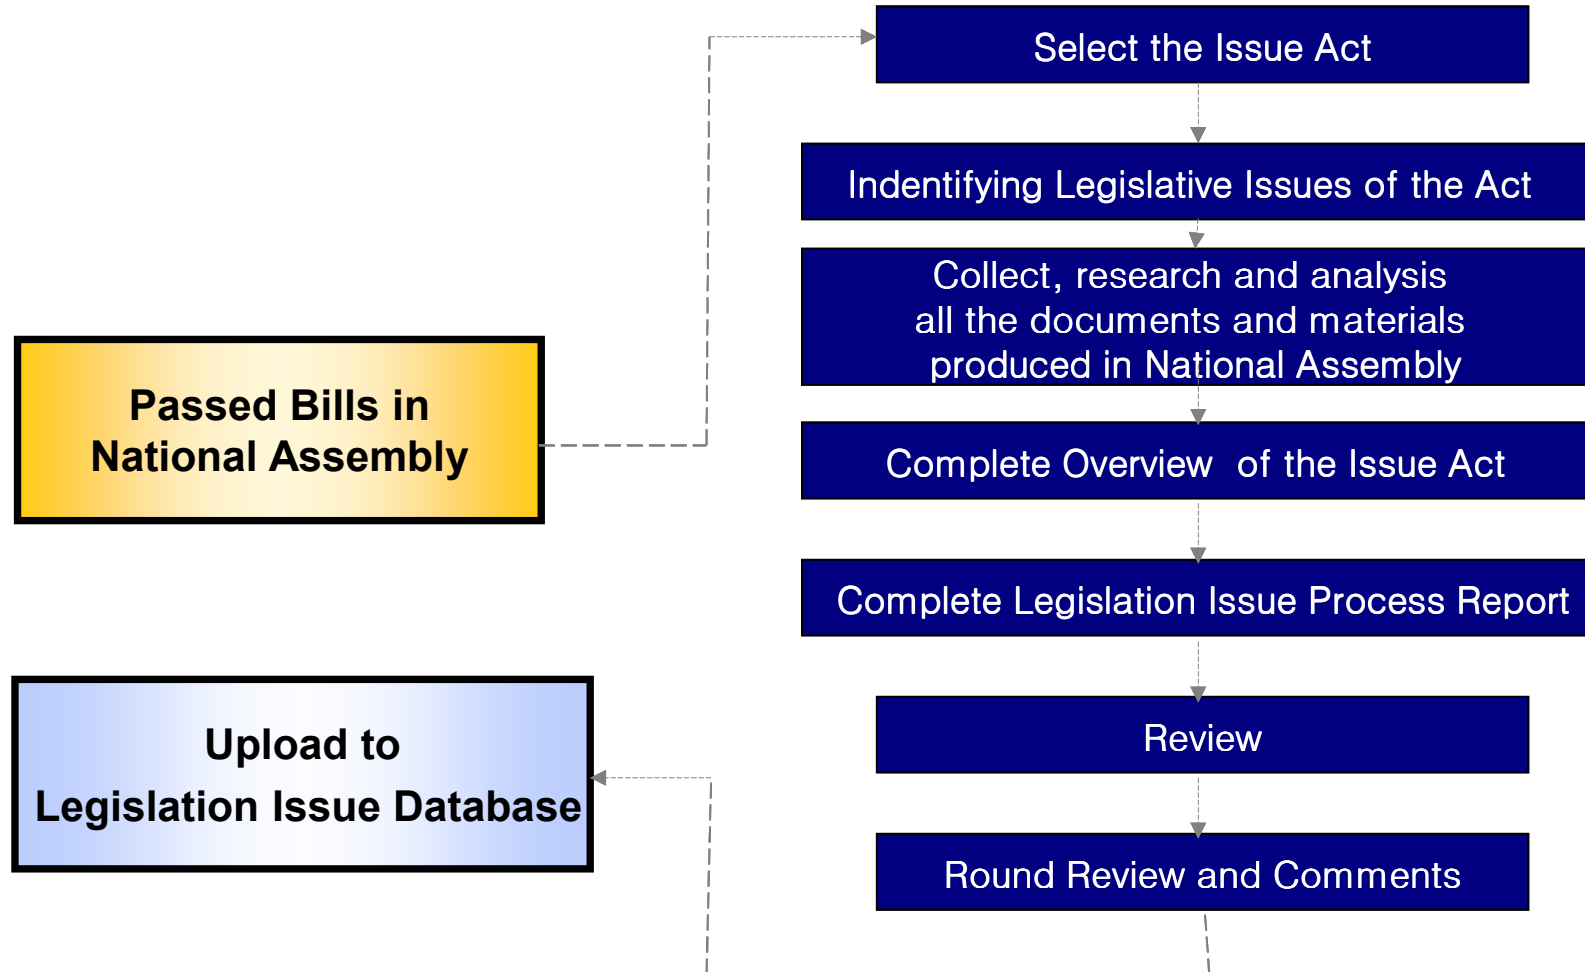 Select the Issue Act
Indentifying Legislative Issues of the Act
Collect, research and analysis
all the documents and materials
produced in National Assembly
Passed Bills in
National Assembly
Complete Overview  of the Issue Act
Complete Legislation Issue Process Report
Upload to
Legislation Issue Database
Review
Round Review and Comments